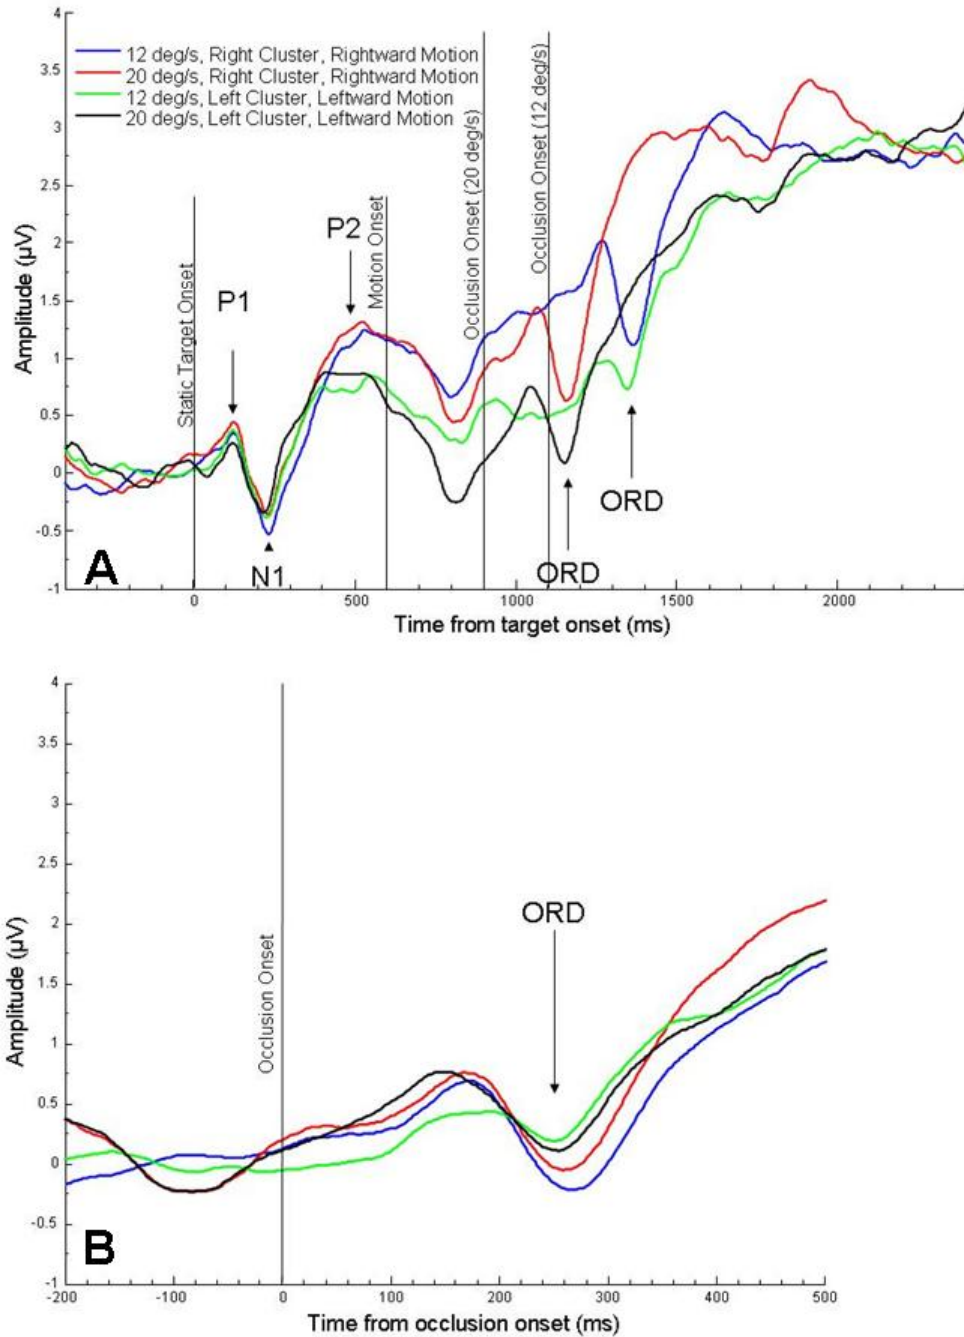 4
3.5
3
2.5
2
1.5
1
0.5
0
-0.5
-1
Amplitude (µV)
12 deg/s, Right Cluster, Rightward Motion
20 deg/s, Right Cluster, Rightward Motion
12 deg/s, Left Cluster, Leftward Motion
20 deg/s, Left Cluster, Leftward Motion
Static Target Onset
Motion Onset
Occlusion Onset (20 deg/s)
Occlusion Onset (12 deg/s)
P1
P2
N1
ORD
ORD
A
0 500 1000 1500 2000
Time from target onset (ms)
4
3.5
3
2.5
2
1.5
1
0.5
0
-0.5
-1
Amplitude (µV)
Occlusion Onset
ORD
B
-200 -100 0 100 200 300 400 500
Time from occlusion onset (ms)